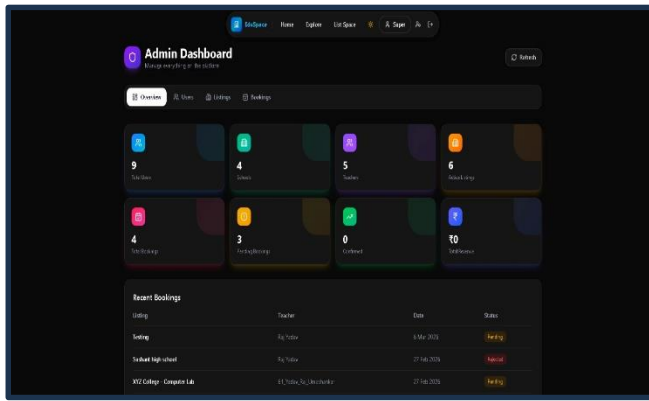 EduSpace Home Explore List Space Super
Admin Dashboard
Manage everything on the platform
Refresh
Overview Users Listings Bookings
9 4 5 6
Total Users Schools Teachers Active Listings
4 3 0 ₹0
Total Bookings Pending Bookings Confirmed Total Revenue
Recent Bookings
Listing Teacher Date Status
Testing Raj Yadav 6 Mar 2026 Pending
high school Raj Yadav 27 Feb 2026 Rejected
XYZ College - Computer Lab 27 Feb 2026 Pending